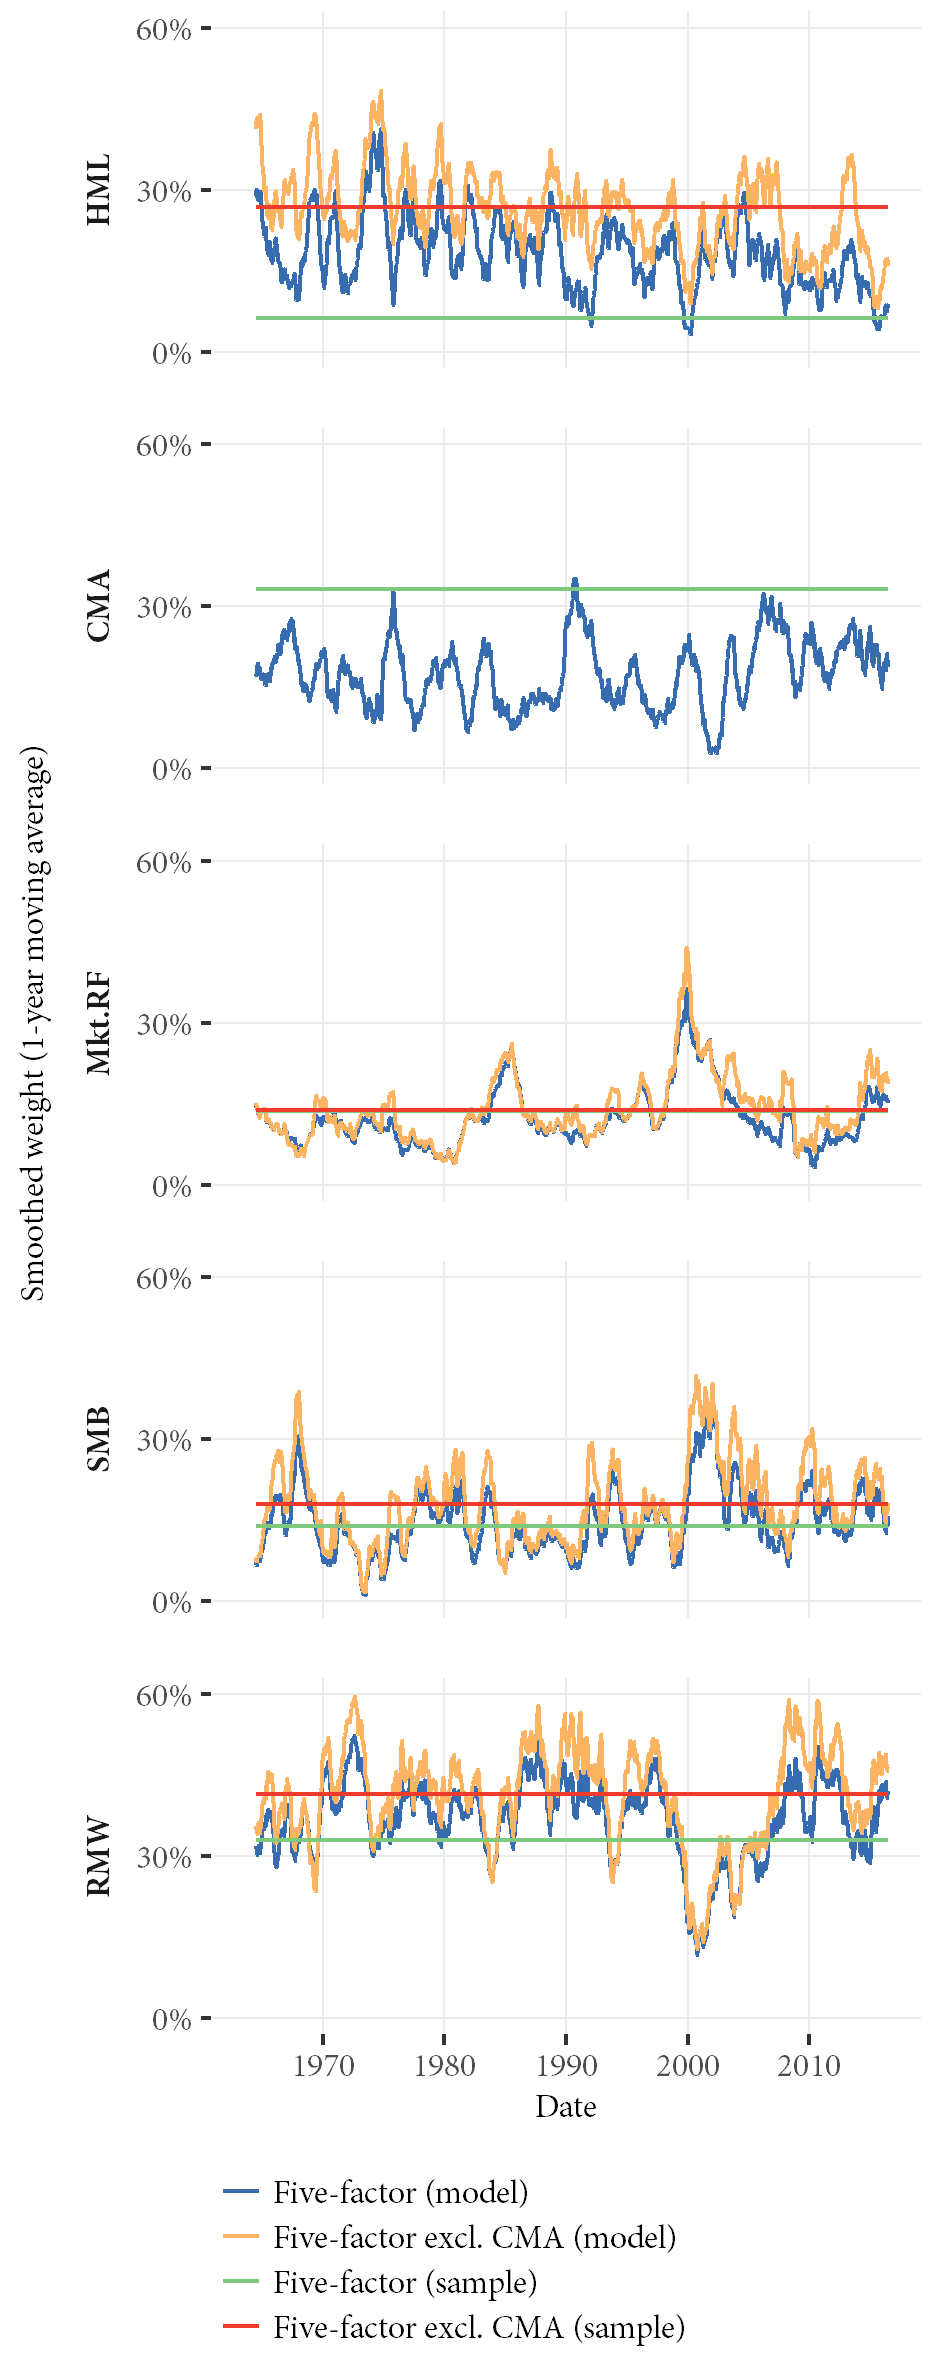 Smoothed weight (1-year moving average)
HML
60%
30%
0%
CMA
60%
30%
0%
Mkt.RF
60%
30%
0%
SMB
60%
30%
0%
RMW
60%
30%
0%
1970 1980 1990 2000 2010
Date
Five-factor (model)
Five-factor excl. CMA (model)
Five-factor (sample)
Five-factor excl. CMA (sample)